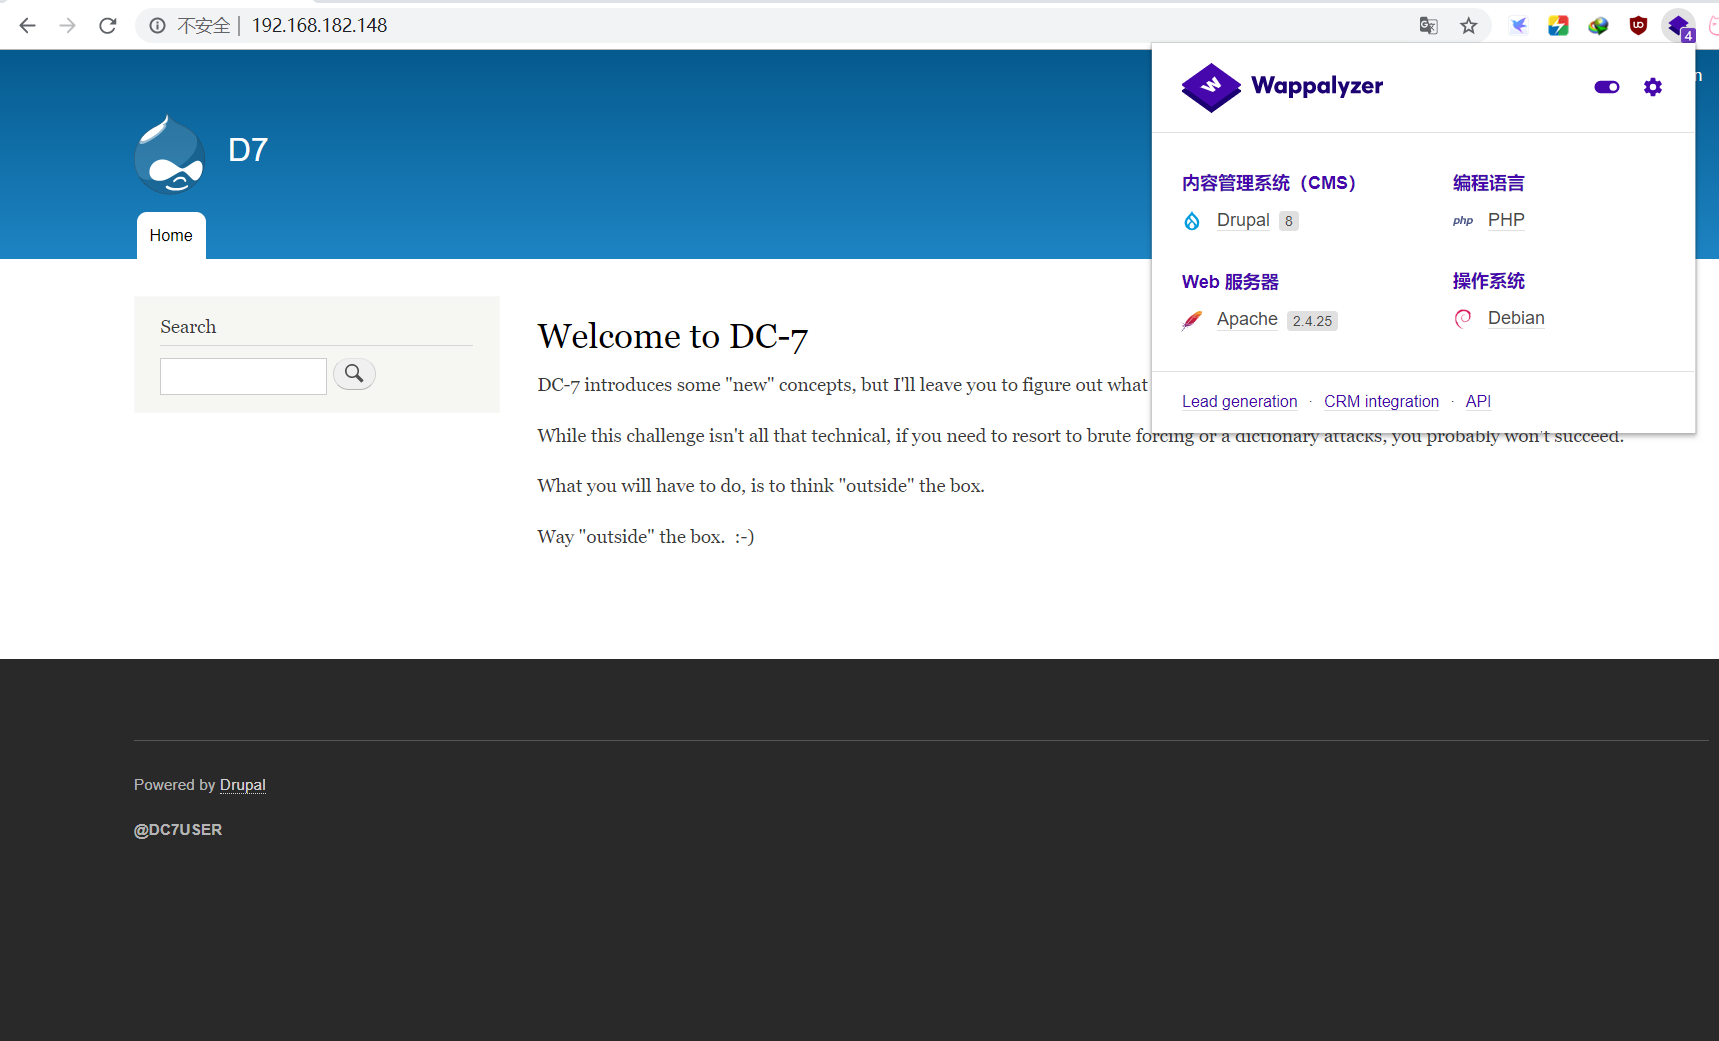 不安全 | 192.168.182.148
4
n
Wappalyzer
D7
Home
内容管理系统（CMS）
Drupal 8
编程语言
php PHP
Web 服务器
Apache 2.4.25
操作系统
Debian
Lead generation · CRM integration · API
Search
Welcome to DC-7
DC-7 introduces some "new" concepts, but I'll leave you to figure out what
While this challenge isn't all that technical, if you need to resort to brute forcing or a dictionary attacks, you probably won't succeed.
What you will have to do, is to think "outside" the box.
Way "outside" the box. :-)
Powered by Drupal
@DC7USER